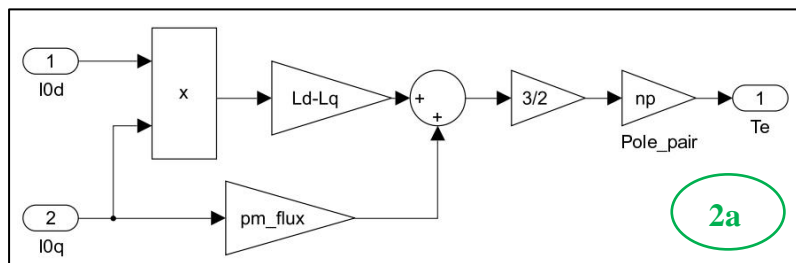 1
I0d
x
Ld-Lq
+
+
3/2
np
Pole_pair
1
Te
2
I0q
pm_flux
2a